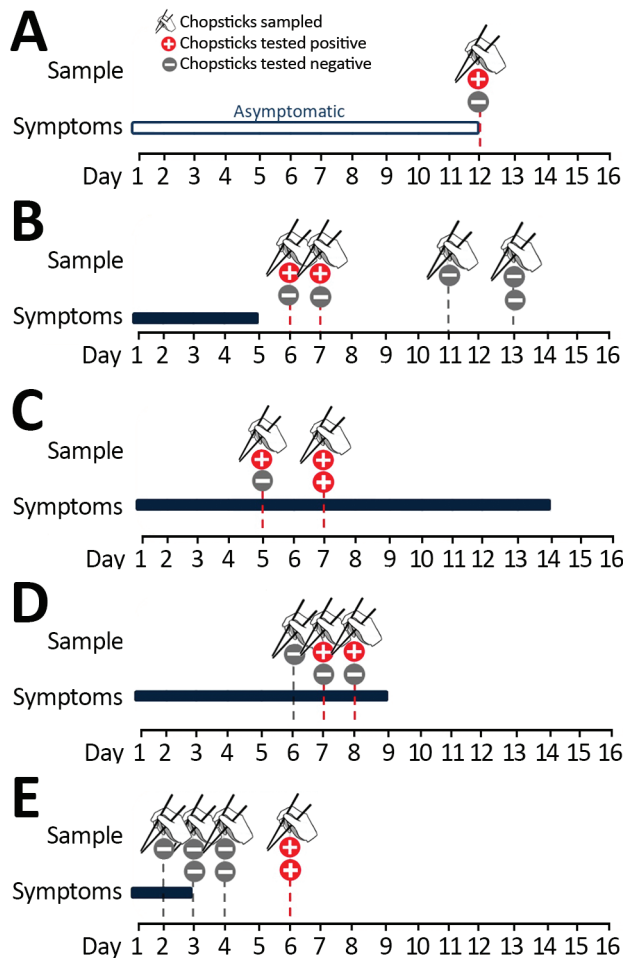 A
Chopsticks sampled
Chopsticks tested positive
Chopsticks tested negative
Sample
Asymptomatic
Symptoms
Day 1 2 3 4 5 6 7 8 9 10 11 12 13 14 15 16
B
Sample
Symptoms
Day 1 2 3 4 5 6 7 8 9 10 11 12 13 14 15 16
C
Sample
Symptoms
Day 1 2 3 4 5 6 7 8 9 10 11 12 13 14 15 16
D
Sample
Symptoms
Day 1 2 3 4 5 6 7 8 9 10 11 12 13 14 15 16
E
Sample
Symptoms
Day 1 2 3 4 5 6 7 8 9 10 11 12 13 14 15 16